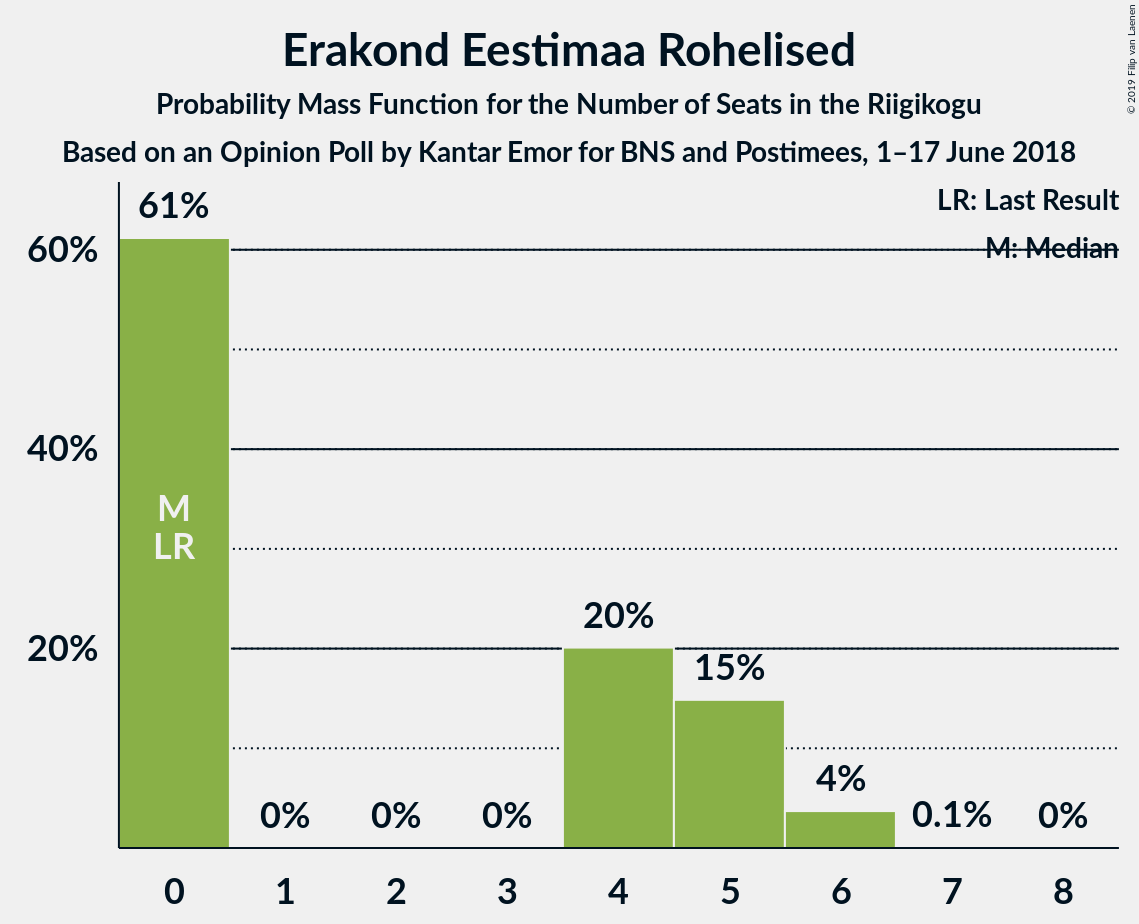 Erakond Eestimaa Rohelised
Probability Mass Function for the Number of Seats in the Riigikogu
Based on an Opinion Poll by Kantar Emor for BNS and Postimees, 1–17 June 2018
© 2019 Filip van Laenen
LR: Last Result
M: Median
61%
60%
40%
M
LR
20%
20%
15%
4%
0%
0%
0%
0.1%
0%
0 1 2 3 4 5 6 7 8